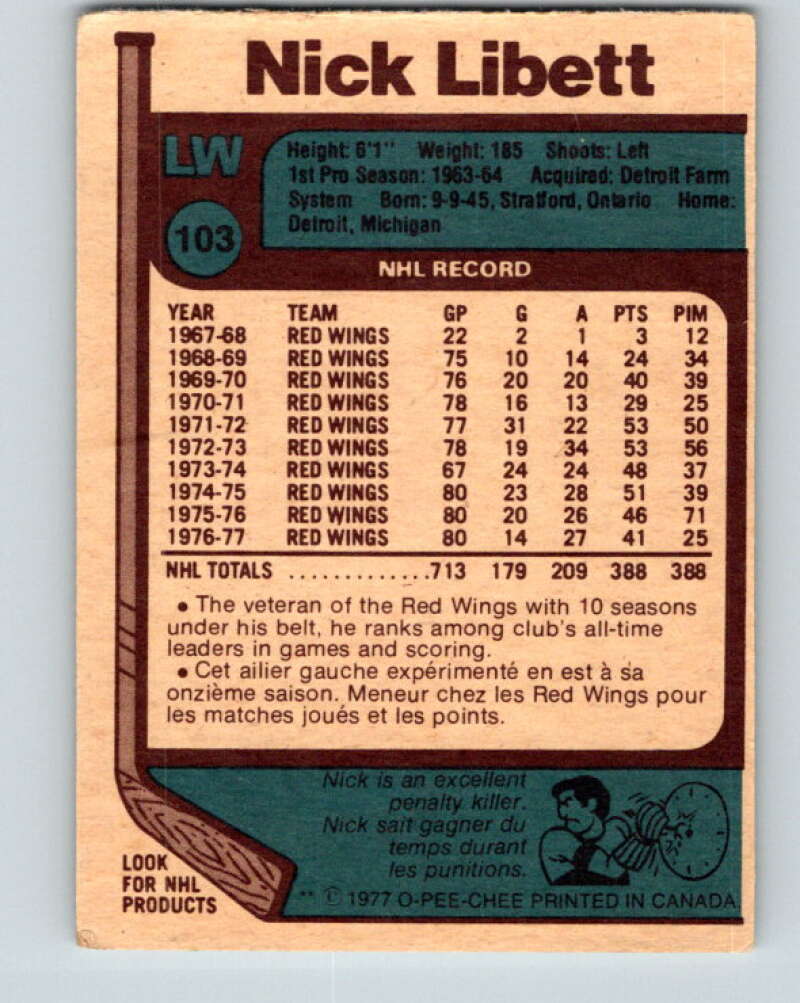 Nick Libett
LW
103
Height: 6'1" Weight: 185 Shoots: Left
1st Pro Season: 1963-64 Acquired: Detroit Farm
System Born: 9-9-45, Stratford, Ontario Home:
Detroit, Michigan
NHL RECORD
YEAR TEAM GP G A PTS PIM
1967-68 RED WINGS 22 2 1 3 12
1968-69 RED WINGS 75 10 14 24 34
1969-70 RED WINGS 76 20 20 40 39
1970-71 RED WINGS 78 16 13 29 25
1971-72 RED WINGS 77 31 22 53 50
1972-73 RED WINGS 78 19 34 53 56
1973-74 RED WINGS 67 24 24 48 37
1974-75 RED WINGS 80 23 28 51 39
1975-76 RED WINGS 80 20 26 46 71
1976-77 RED WINGS 80 14 27 41 25
NHL TOTALS .............713 179 209 388 388
• The veteran of the Red Wings with 10 seasons
under his belt, he ranks among club's all-time
leaders in games and scoring.
• Cet ailier gauche expérimenté en est à sa
onzième saison. Meneur chez les Red Wings pour
les matches joués et les points.
Nick is an excellent
penalty killer.
Nick sait gagner du
temps durant
les punitions.
LOOK
FOR NHL
PRODUCTS
** © 1977 O-PEE-CHEE PRINTED IN CANADA